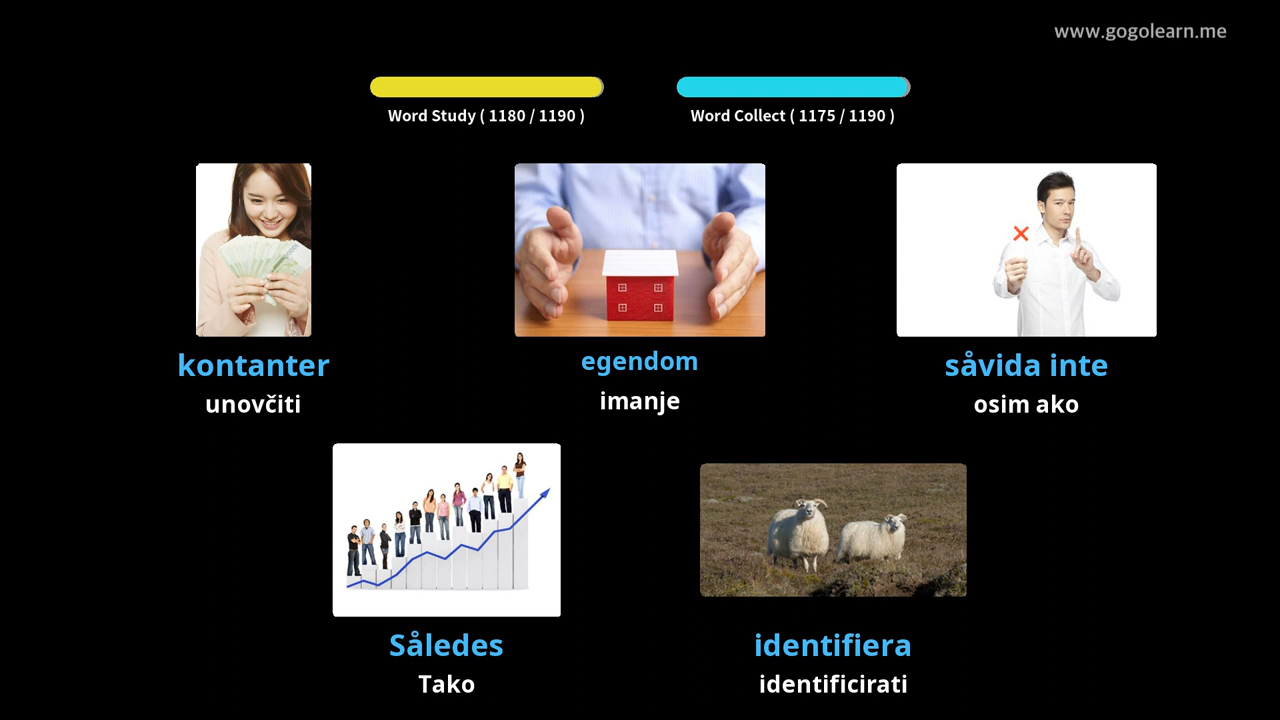 www.gogolearn.me
Word Study ( 1180 / 1190 )
Word Collect ( 1175 / 1190 )
kontanter
unovčiti
egendom
imanje
såvida inte
osim ako
Således
Tako
identifiera
identificirati